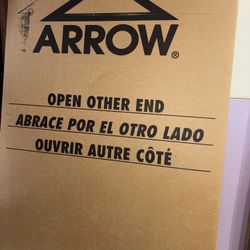 ARROW®
OPEN OTHER END
ABRACE POR EL OTRO LADO
OUVRIR AUTRE CÔTÉ